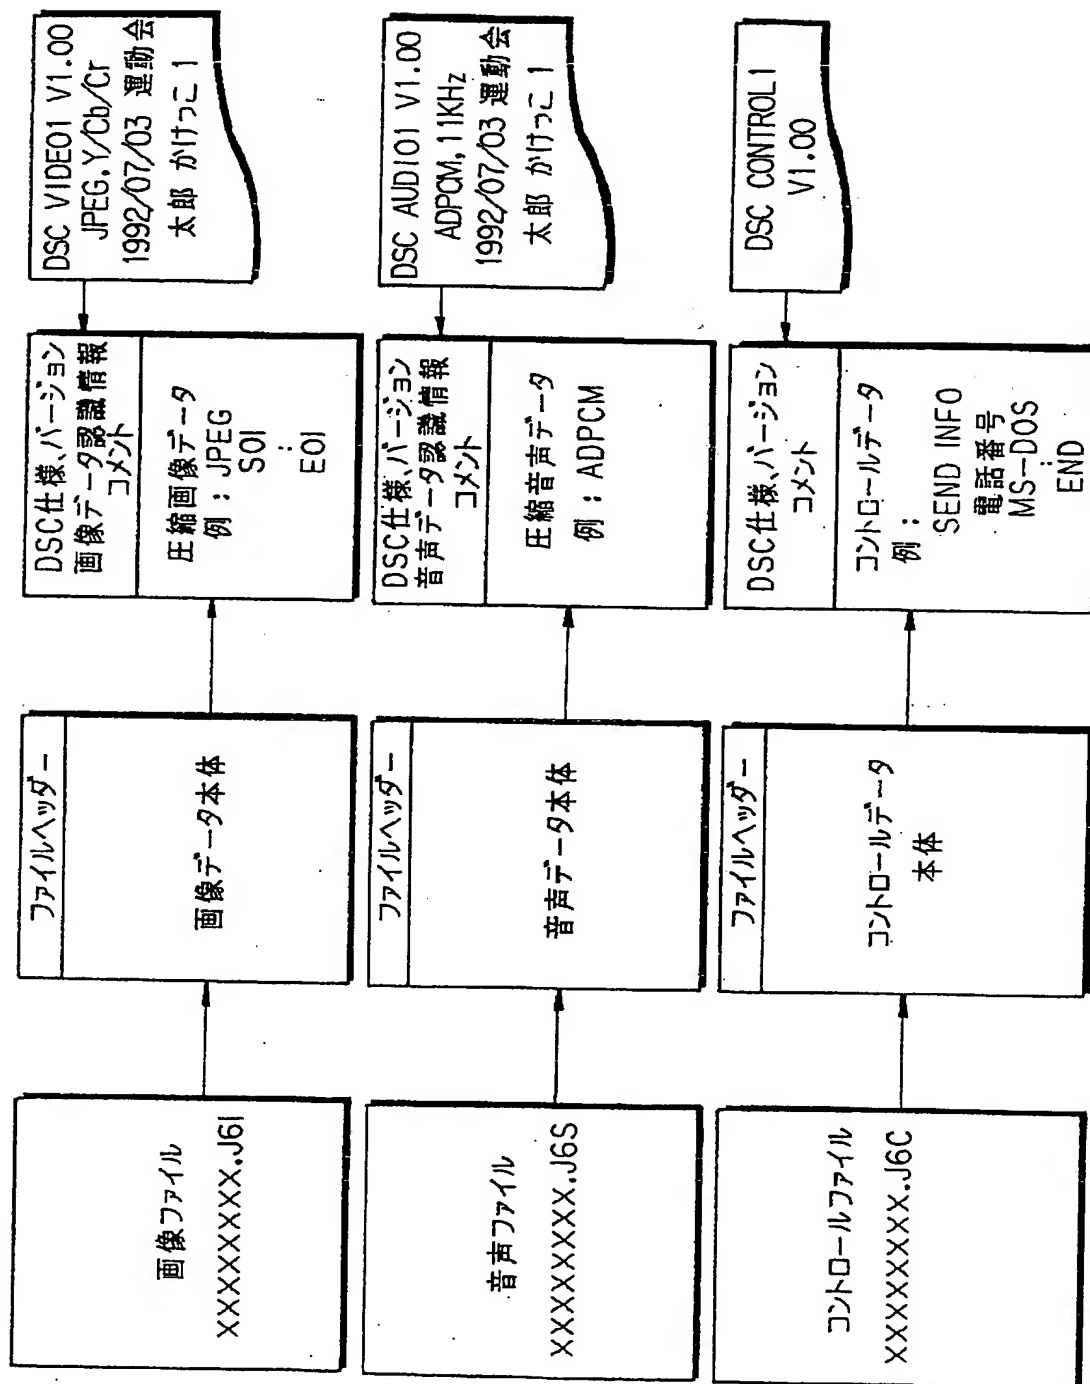 画像ファイル
XXXXXXXX.J6I
ファイルヘッダー
画像データ本体
DSC仕様、バージョン
画像データ認識情報
コメント
圧縮画像データ
例：JPEG
SOI
：
EOI
DSC VIDEO1 V1.00
JPEG,Y/Cb/Cr
1992/07/03 運動会
太郎 かけっこ 1
音声ファイル
XXXXXXXX.J6S
ファイルヘッダー
音声データ本体
DSC仕様、バージョン
音声データ認識情報
コメント
圧縮音声データ
例：ADPCM
DSC AUDIO1 V1.00
ADPCM,11KHz
1992/07/03 運動会
太郎 かけっこ 1
コントロールファイル
XXXXXXXX.J6C
ファイルヘッダー
コントロールデータ
本体
DSC仕様、バージョン
コメント
コントロールデータ
例：
SEND INFO
電話番号
MS-DOS
：
END
DSC CONTROL1
V1.00